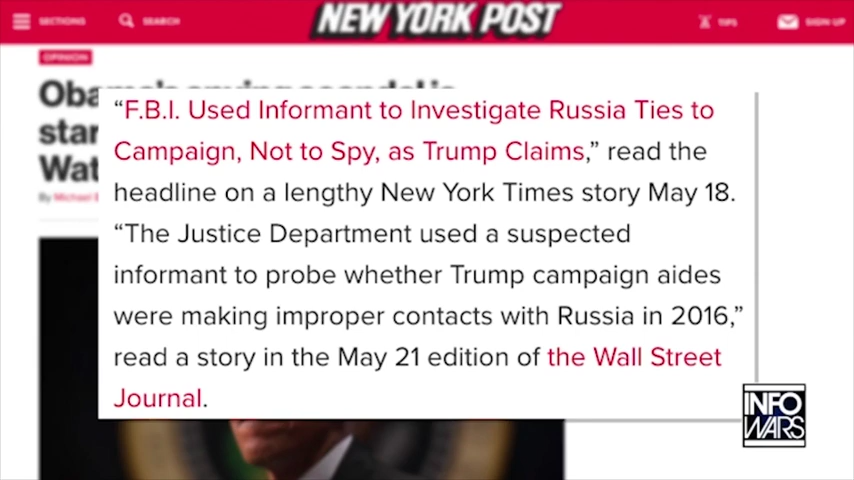 SECTIONS
SEARCH
NEW YORK POST
TIPS
SIGN UP
OPINION
“F.B.I. Used Informant to Investigate Russia Ties to
Campaign, Not to Spy, as Trump Claims,” read the
headline on a lengthy New York Times story May 18.
“The Justice Department used a suspected
informant to probe whether Trump campaign aides
were making improper contacts with Russia in 2016,”
read a story in the May 21 edition of the Wall Street
Journal.
By Michael
INFO
WARS